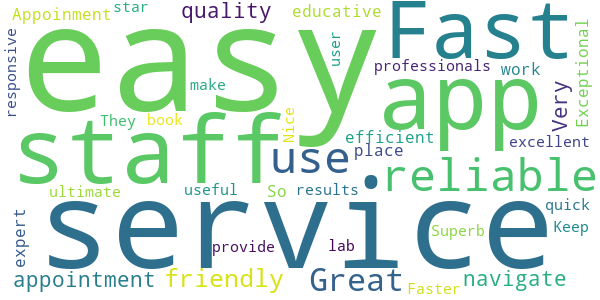 Appoinment
star
quality
educative
Fast
responsive
easy
user
professionals
work
make
app
Very
Exceptional
They
book
staff
Nice
efficient
excellent
use
place
reliable
ultimate
useful
So
results
service
quick
expert
provide
lab
Superb
Keep
appointment
friendly
Great
Faster
navigate